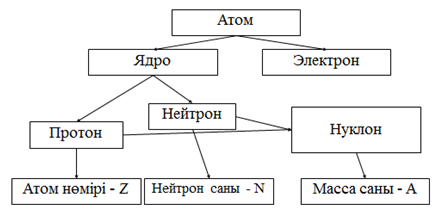 Атом
Ядро
Электрон
Протон
Нейтрон
Нуклон
Атом нөмірі - Z
Нейтрон саны - N
Масса саны - A